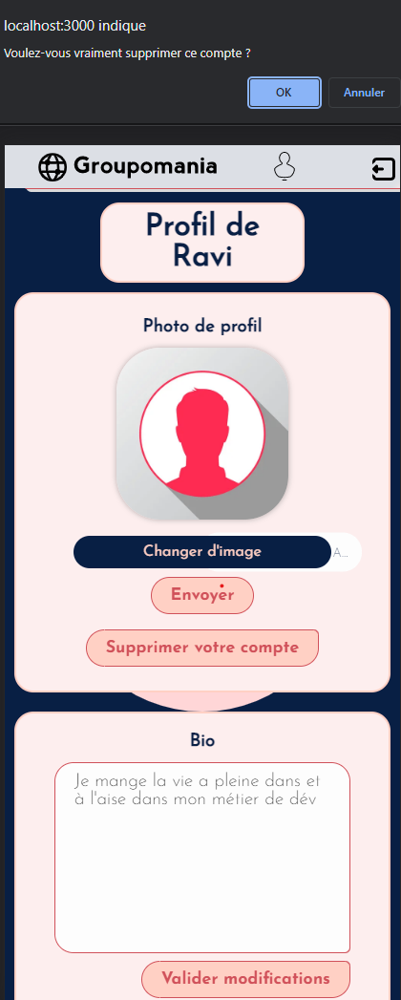 localhost:3000 indique
Voulez-vous vraiment supprimer ce compte ?
OK
Annuler
Groupomania
Profil de
Ravi
Photo de profil
Changer d'image
A...
Envoyer
Supprimer votre compte
Bio
Je mange la vie a pleine dans et
à l'aise dans mon métier de dév
Valider modifications